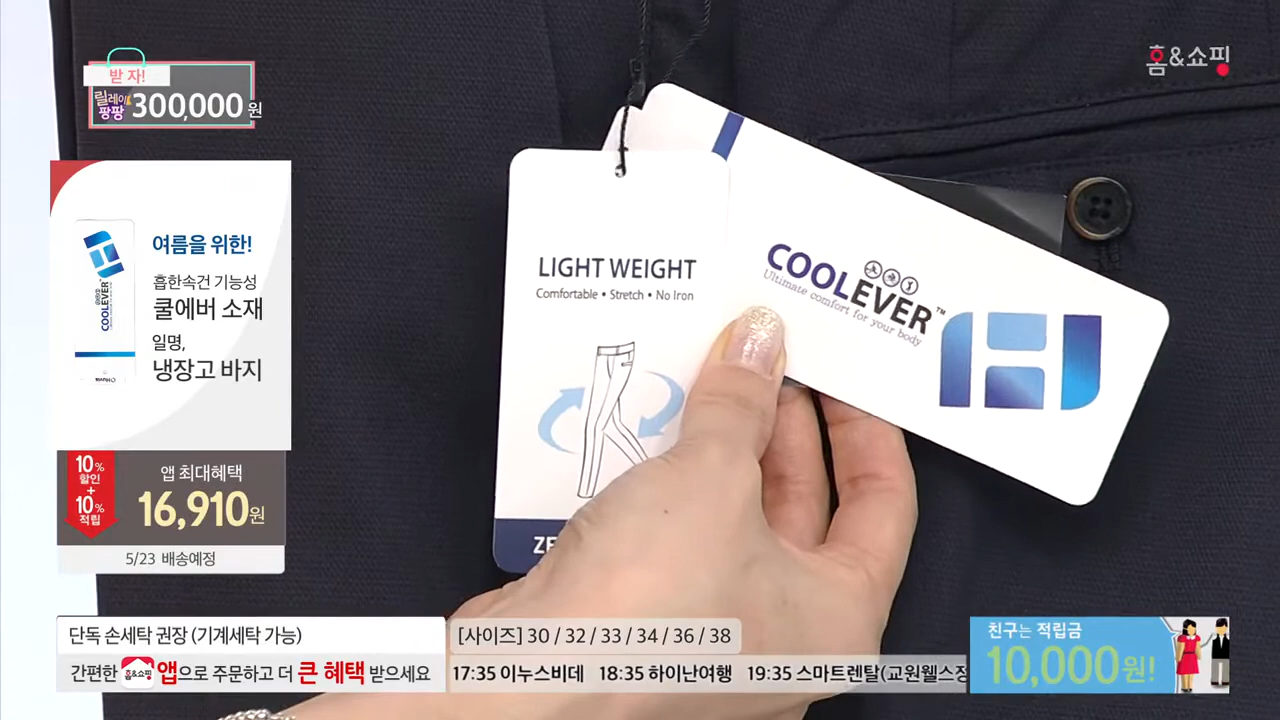 받 자!
릴레이
팡팡
300,000원
홈&쇼핑
COOLEVER
여름을 위한!
흡한속건 기능성
쿨에버 소재
일명,
냉장고 바지
10%
할인
+
10%
적립
앱 최대혜택
16,910원
5/23 배송예정
LIGHT WEIGHT
Comfortable • Stretch • No Iron
COOLEVER™
Ultimate comfort for your body
단독 손세탁 권장 (기계세탁 가능)
[사이즈] 30 / 32 / 33 / 34 / 36 / 38
간편한 홈&쇼핑 앱으로 주문하고 더 큰 혜택 받으세요
17:35 이누스비데 18:35 하이난여행 19:35 스마트렌탈(교원웰스정
친구는 적립금
10,000원!